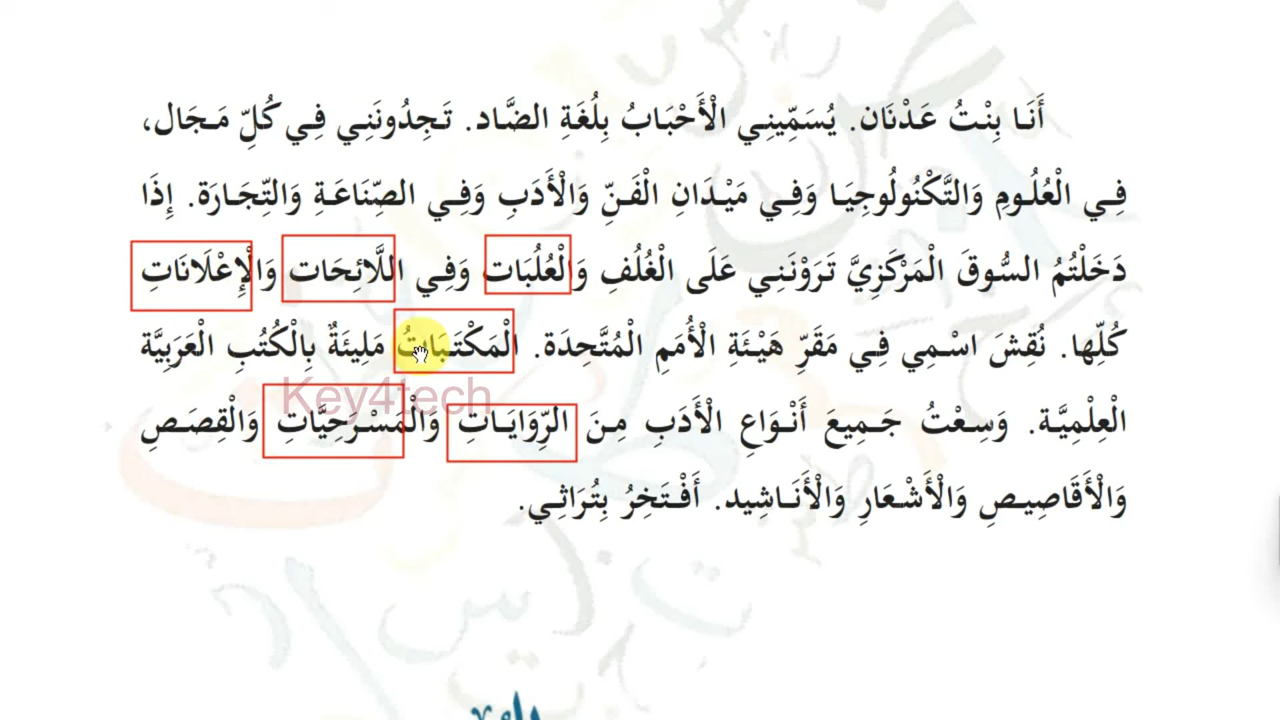 أَنَا بِنْتُ عَدْنَان. يُسَمِّينِي الْأَحْبَابُ بِلُغَةِ الضَّاد. تَجِدُونَنِي فِي كُلِّ مَجَال،
فِي الْعُلُومِ وَالتَّكْنُولُوجِيَا وَفِي مَيْدَانِ الْفَنِّ وَالْأَدَبِ وَفِي الصِّنَاعَةِ وَالتِّجَارَة. إِذَا
دَخَلْتُمُ السُّوقَ الْمَرْكَزِيَّ تَرَوْنَنِي عَلَى الْغُلُفِ وَالْعُلُبَات وَفِي اللَّائِحَات وَالْإِعْلَانَاتِ
كُلِّها. نُقِشَ اسْمِي فِي مَقَرِّ هَيْئَةِ الْأُمَمِ الْمُتَّحِدَة. الْمَكْتَبَاتُ مَلِيئَةٌ بِالْكُتُبِ الْعَرَبِيَّة
Key4tech
الْعِلْمِيَّة. وَسِعْتُ جَمِيعَ أَنْوَاعِ الْأَدَبِ مِنَ الرِّوَايَاتِ وَالْمَسْرَحِيَّاتِ وَالْقِصَصِ
وَالْأَقَاصِيصِ وَالْأَشْعَارِ وَالْأَنَاشِيد. أَفْتَخِرُ بِتُرَاثِي.